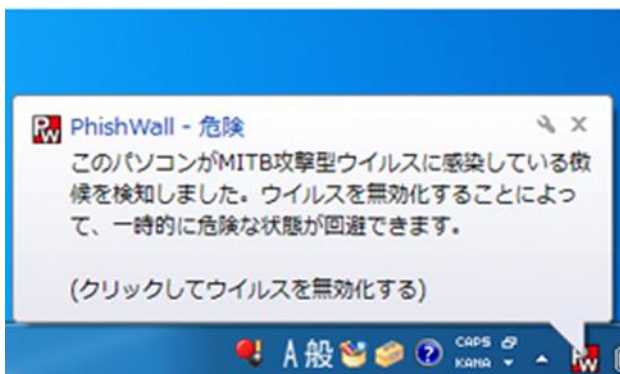 PW PhishWall - 危険
このパソコンがMITB攻撃型ウイルスに感染している徴
候を検知しました。ウイルスを無効化することによっ
て、一時的に危険な状態が回避できます。
(クリックしてウイルスを無効化する)
A 般 ? CAPS
KANA
PW